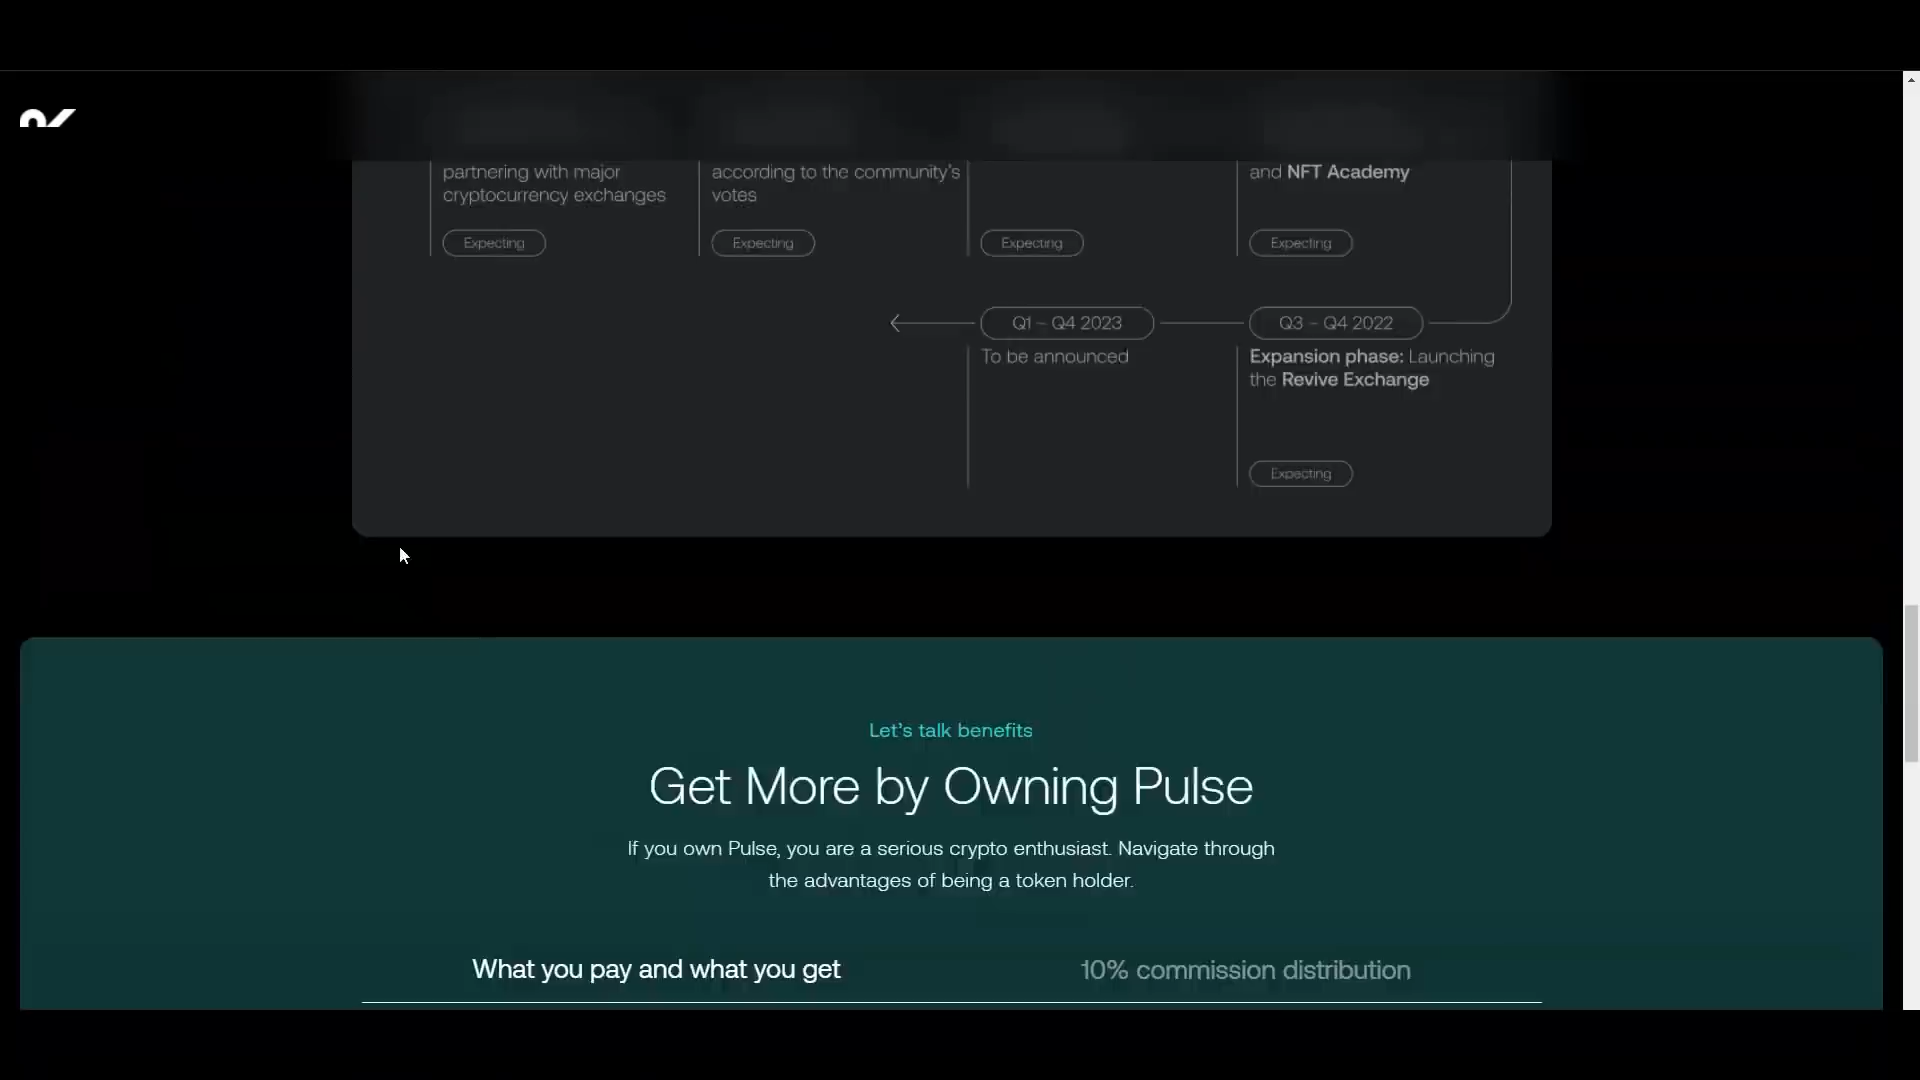 partnering with major
cryptocurrency exchanges
Expecting
according to the community's
votes
Expecting
Expecting
and NFT Academy
Expecting
Q1 – Q4 2023
To be announced
Q3 – Q4 2022
Expansion phase: Launching
the Revive Exchange
Expecting
Let's talk benefits
Get More by Owning Pulse
If you own Pulse, you are a serious crypto enthusiast. Navigate through
the advantages of being a token holder.
What you pay and what you get
10% commission distribution